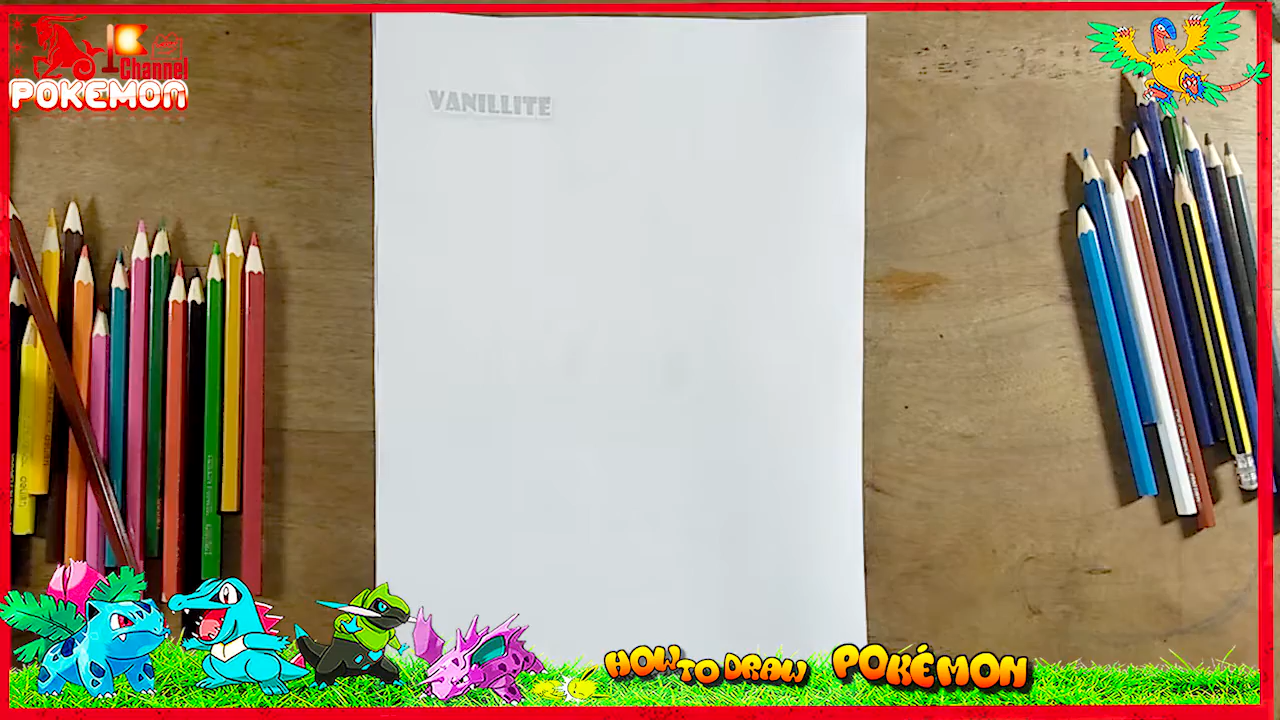 K
Channel
POKEMON
VANILLITE
HOW TO DRAW POKÉMON